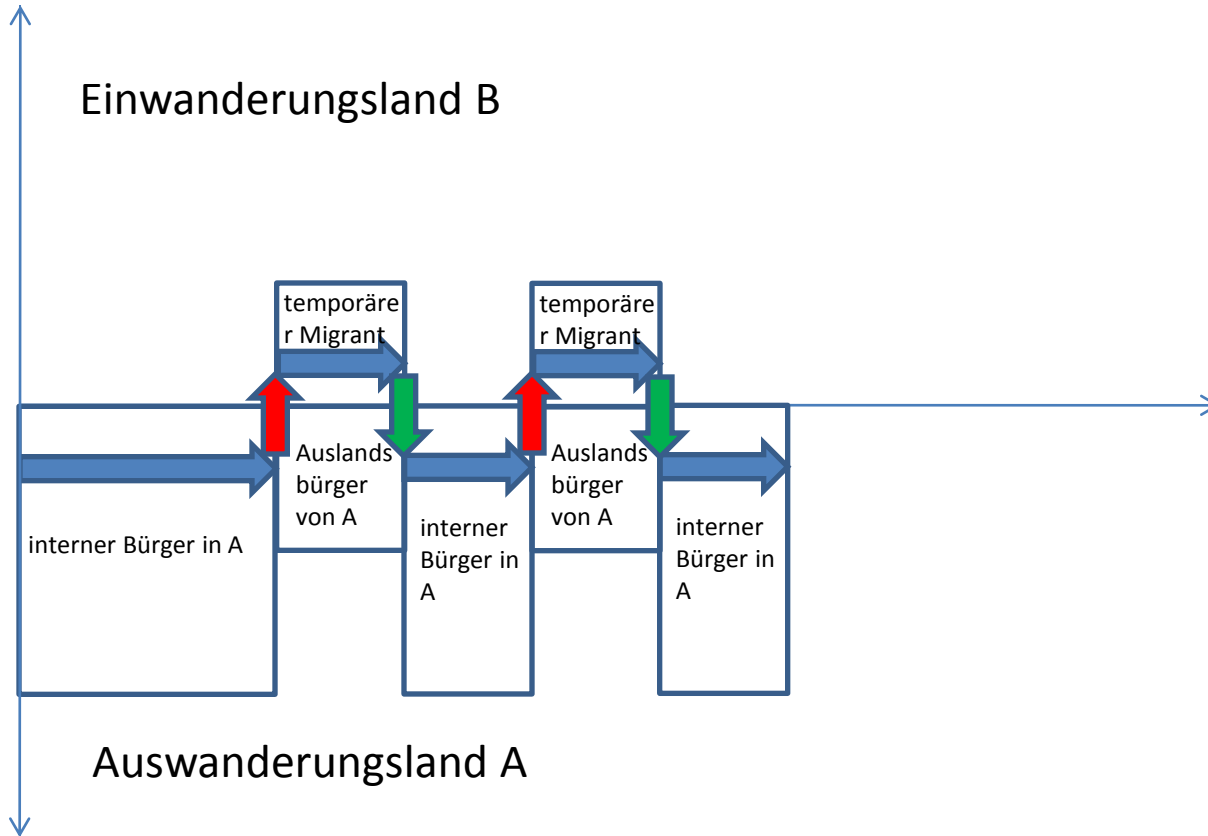 Einwanderungsland B
temporäre
r Migrant
temporäre
r Migrant
interner Bürger in A
Auslands
bürger
von A
interner
Bürger in
A
Auslands
bürger
von A
interner
Bürger in
A
Auswanderungsland A